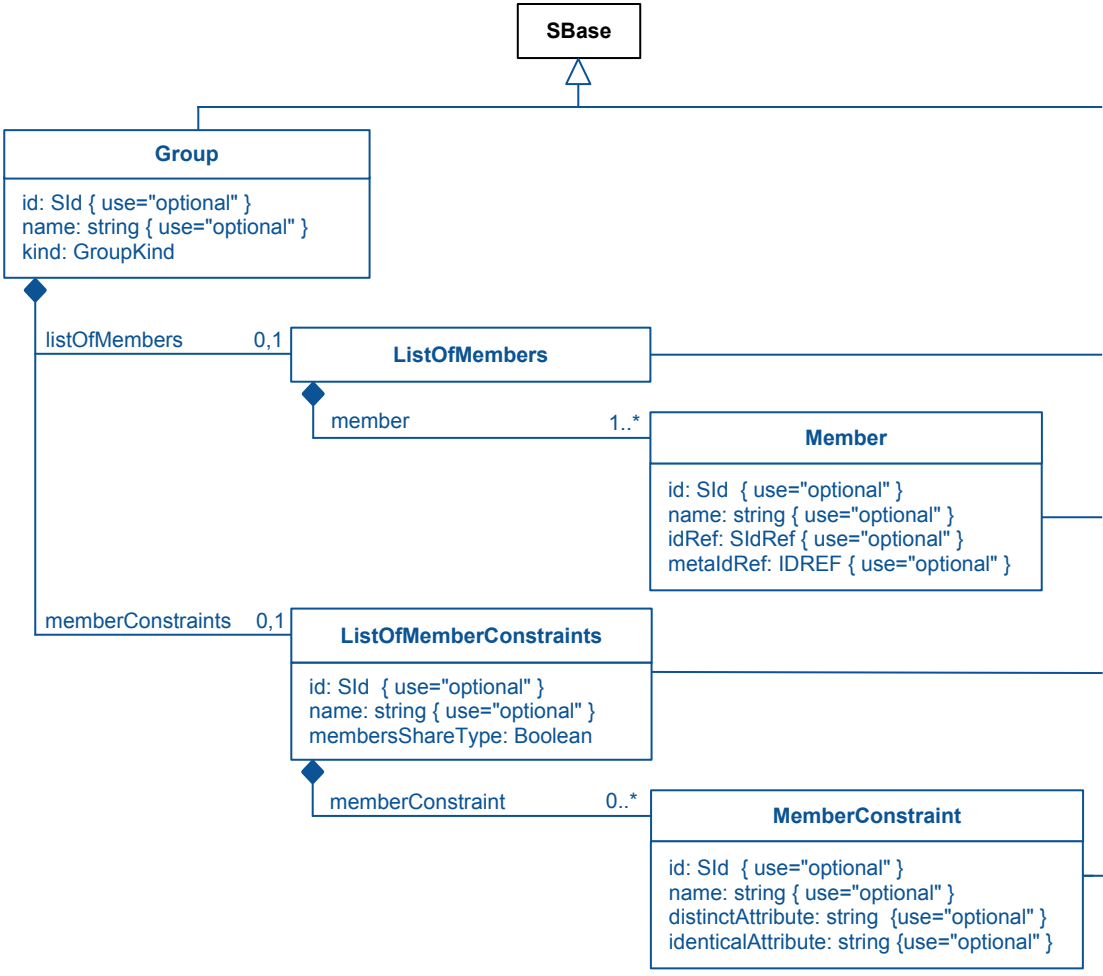 SBase
Group
id: SId { use="optional" }
name: string { use="optional" }
kind: GroupKind
listOfMembers 0,1
ListOfMembers
member 1..*
Member
id: SId { use="optional" }
name: string { use="optional" }
idRef: SIdRef { use="optional" }
metaIdRef: IDREF { use="optional" }
memberConstraints 0,1
ListOfMemberConstraints
id: SId { use="optional" }
name: string { use="optional" }
membersShareType: Boolean
memberConstraint 0..*
MemberConstraint
id: SId { use="optional" }
name: string { use="optional" }
distinctAttribute: string {use="optional" }
identicalAttribute: string {use="optional" }